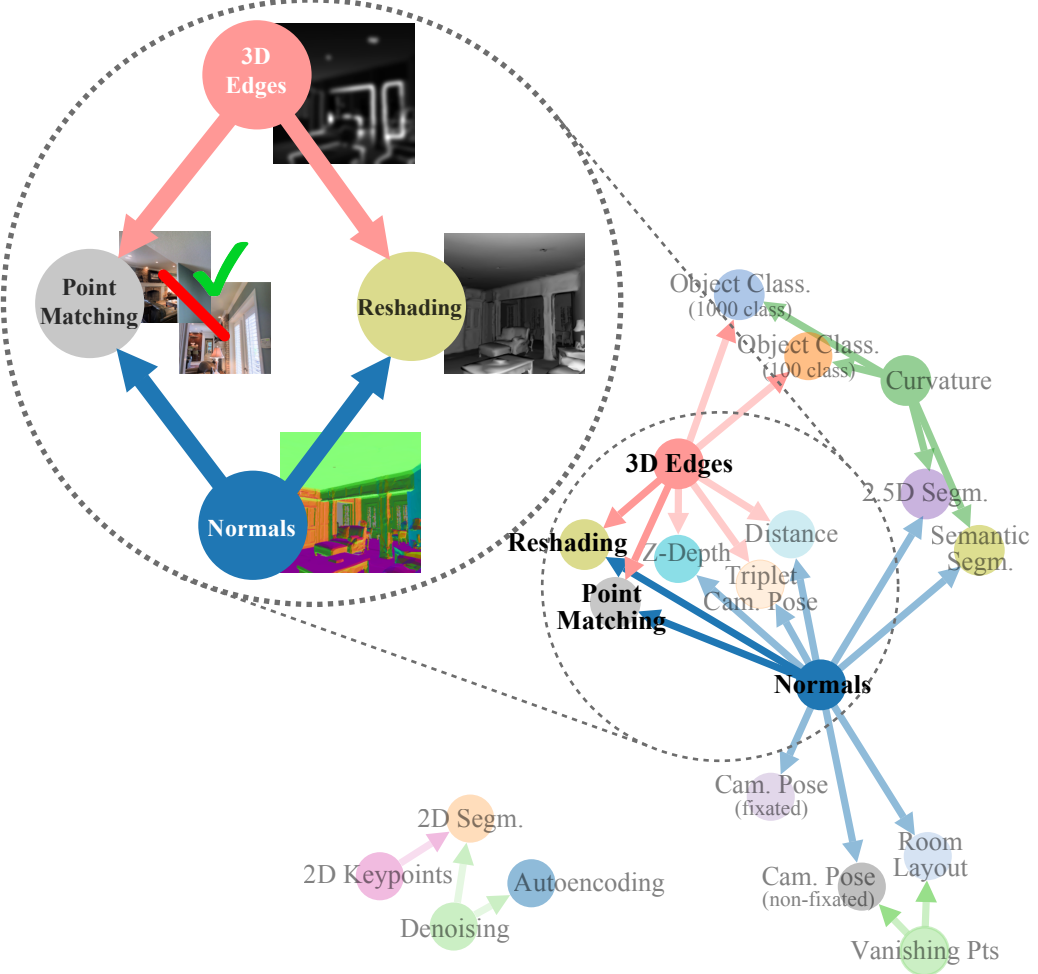 3D
Edges
Point
Matching
Reshading
Normals
Object Class.
(1000 class)
Object Class.
(100 class)
Curvature
3D Edges
2.5D Segm.
Reshading
Z-Depth
Distance
Semantic
Segm.
Triplet
Cam. Pose
Point
Matching
Normals
Cam. Pose
(fixated)
2D Segm.
Room
Layout
2D Keypoints
Autoencoding
Cam. Pose
(non-fixated)
Denoising
Vanishing Pts